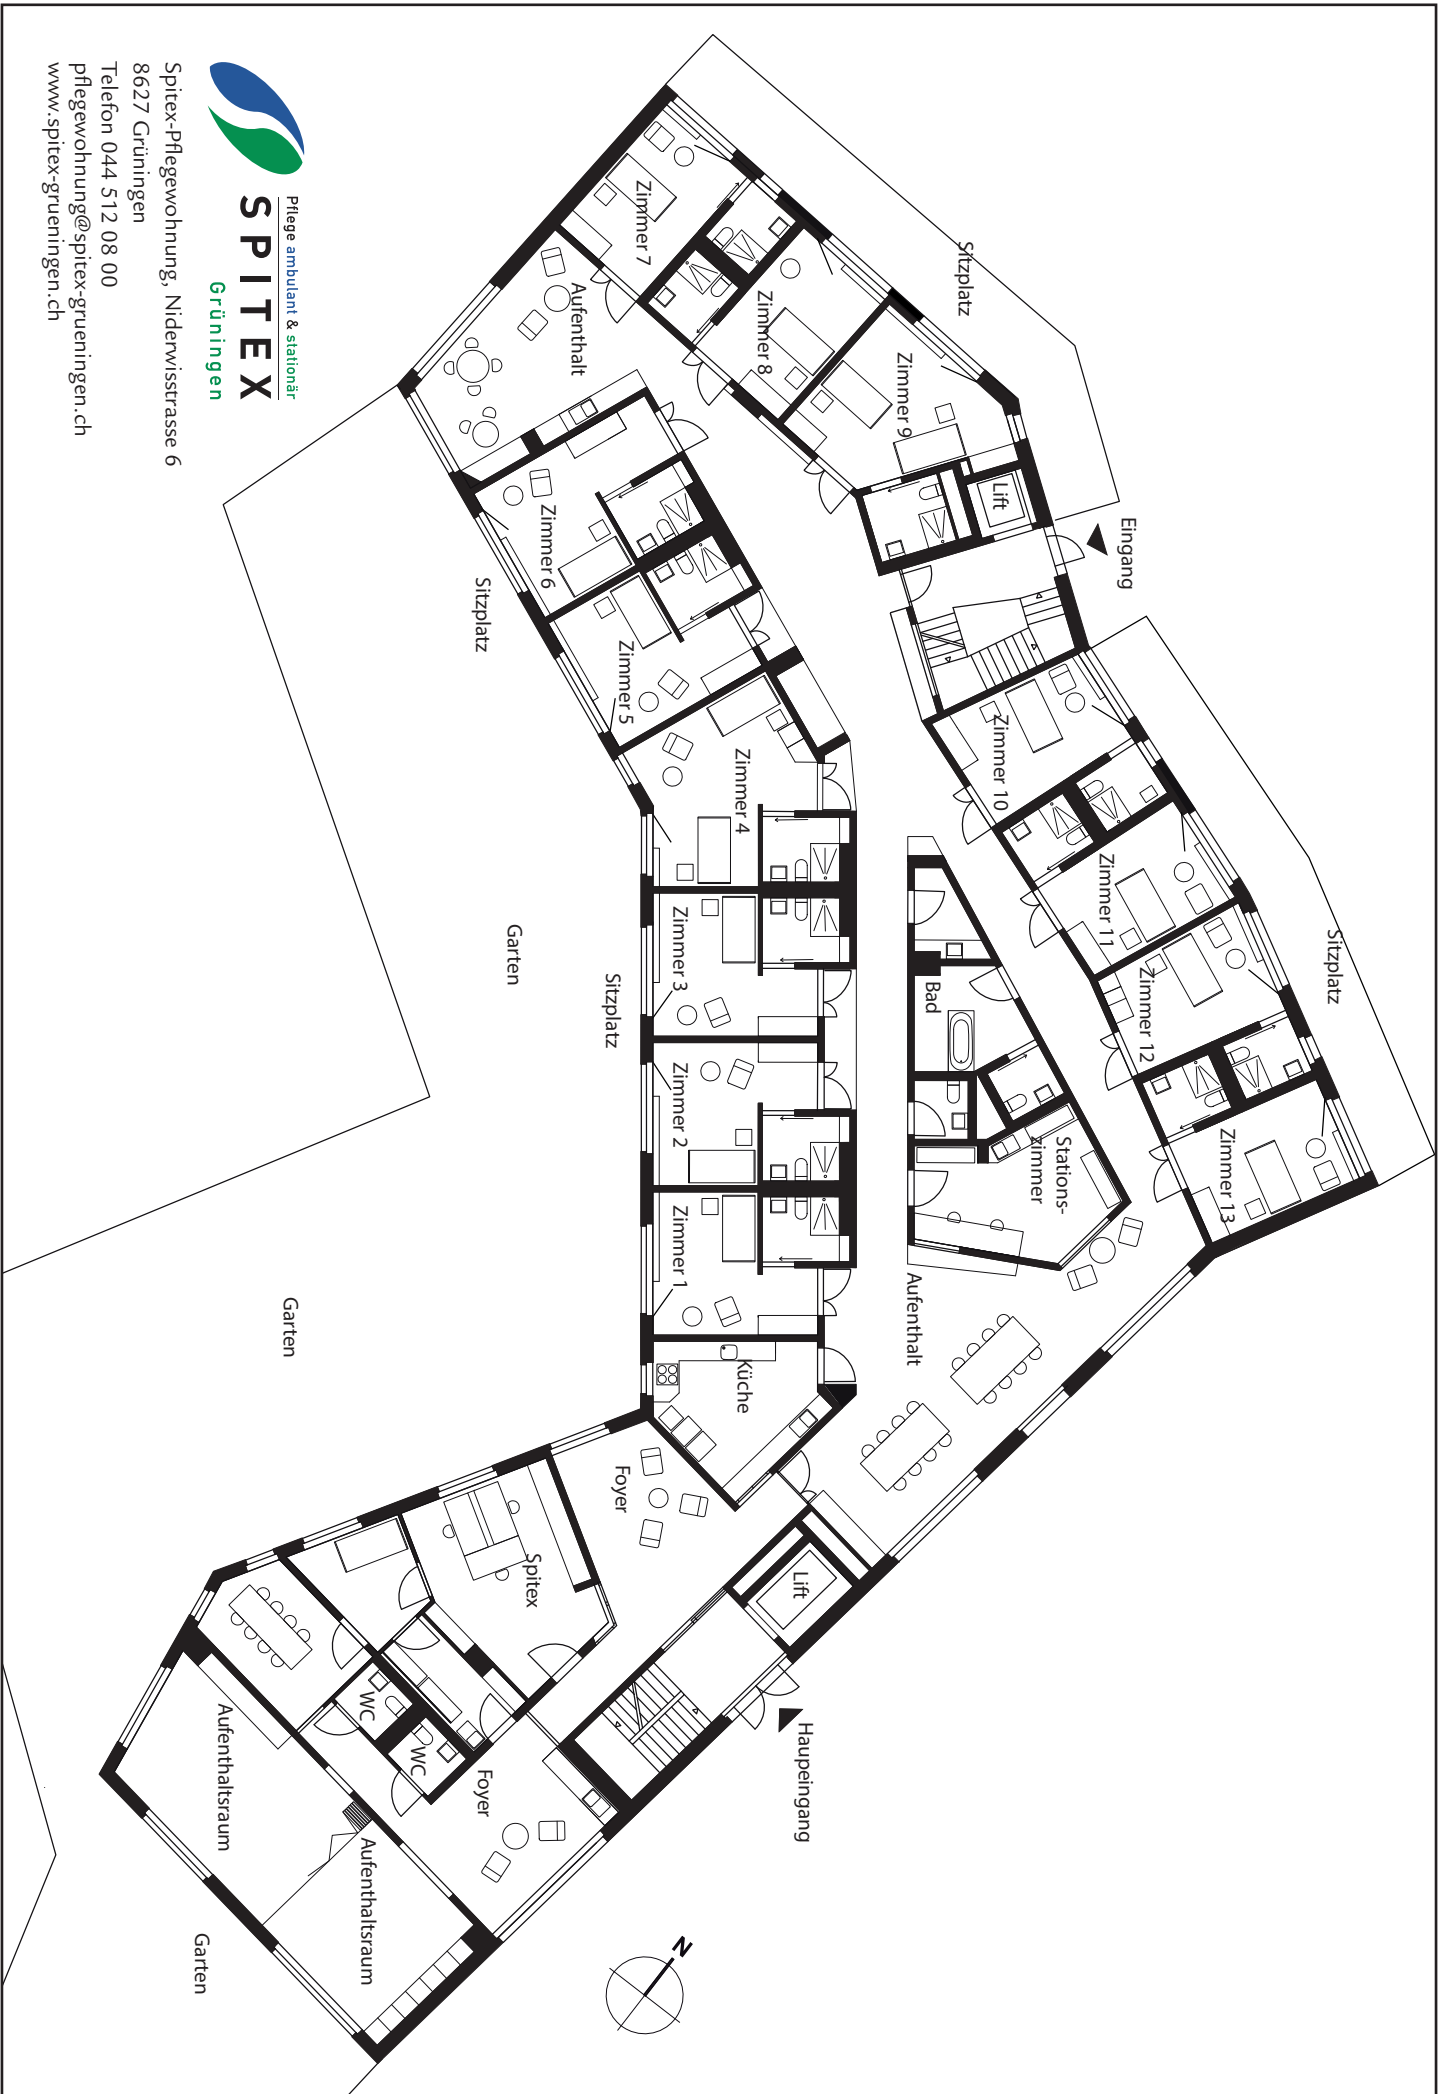 Sitzplatz
Eingang
Sitzplatz
Haupeingang
Zimmer 7
Zimmer 8
Zimmer 9
Lift
Zimmer 10
Zimmer 11
Zimmer 12
Zimmer 13
Aufenthalt
Zimmer 6
Zimmer 5
Zimmer 4
Zimmer 3
Zimmer 2
Zimmer 1
Küche
Bad
Stations-
zimmer
Aufenthalt
Lift
Foyer
Spitex
WC
WC
Foyer
Aufenthaltsraum
Aufenthaltsraum
Sitzplatz
Sitzplatz
Garten
Garten
Garten
N
Pflege ambulant & stationär
SPITEX
Grüningen
Spitex-Pflegewohnung, Niderwisstrasse 6
8627 Grüningen
Telefon 044 512 08 00
pflegewohnung@spitex-grueningen.ch
www.spitex-grueningen.ch